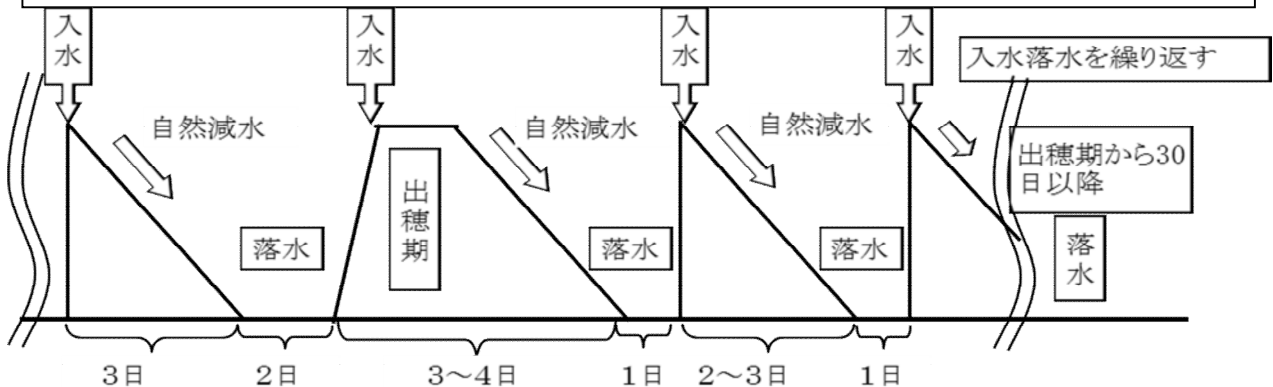 入水
入水
入水
入水
入水落水を繰り返す
自然減水
自然減水
自然減水
出穂期から30
日以降
出穂期
落水
落水
落水
落水
3日
2日
3～4日
1日
2～3日
1日